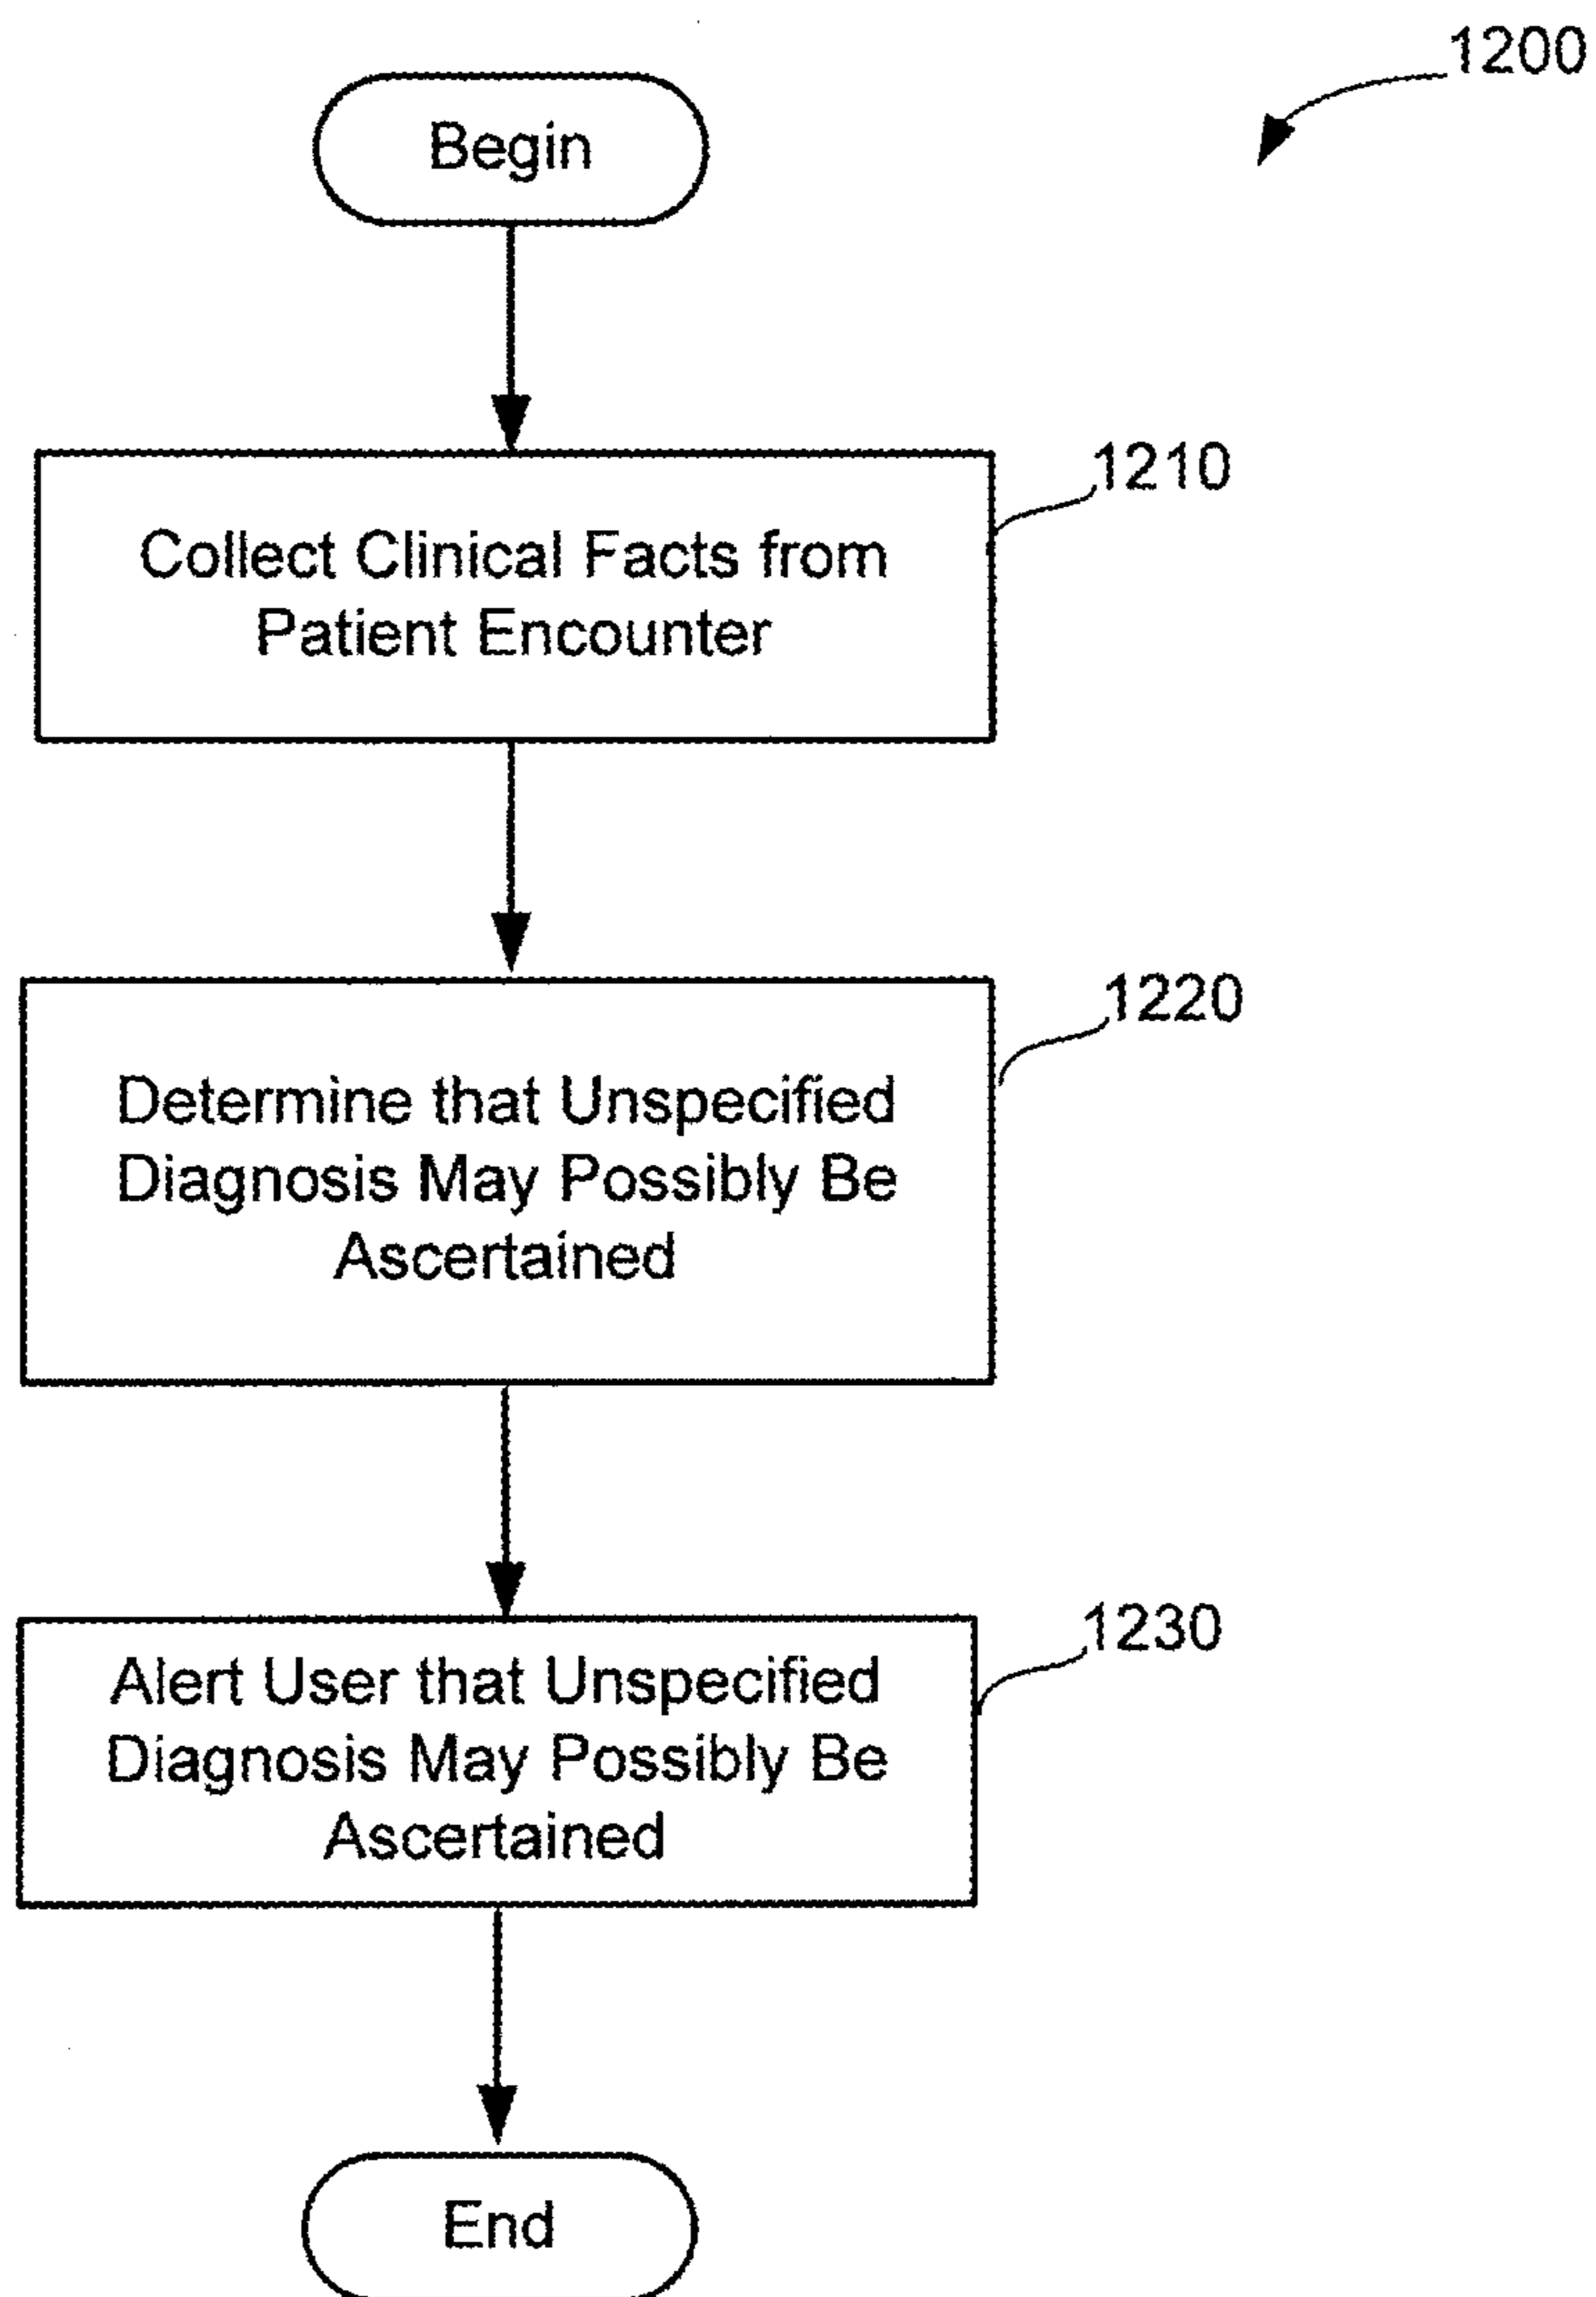 1200
Begin
1210
Collect Clinical Facts from
Patient Encounter
1220
Determine that Unspecified
Diagnosis May Possibly Be
Ascertained
1230
Alert User that Unspecified
Diagnosis May Possibly Be
Ascertained
End